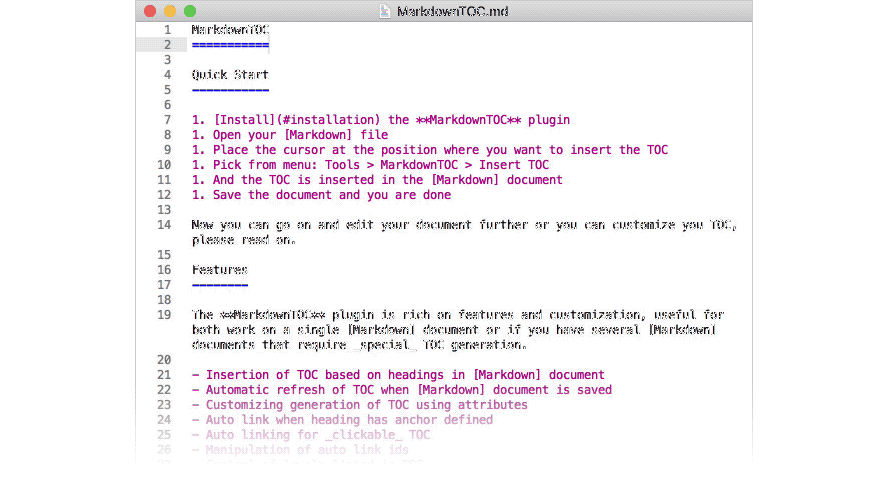 MarkdownTOC.md
1 MarkdownTOC
2 ===========
3
4 Quick Start
5 -----------
6
7 1. [Install](#installation) the **MarkdownTOC** plugin
8 1. Open your [Markdown] file
9 1. Place the cursor at the position where you want to insert the TOC
10 1. Pick from menu: Tools > MarkdownTOC > Insert TOC
11 1. And the TOC is inserted in the [Markdown] document
12 1. Save the document and you are done
13
14 Now you can go on and edit your document further or you can customize you TOC,
please read on.
15
16 Features
17 --------
18
19 The **MarkdownTOC** plugin is rich on features and customization, useful for
both work on a single [Markdown] document or if you have several [Markdown]
documents that require _special_ TOC generation.
20
21 - Insertion of TOC based on headings in [Markdown] document
22 - Automatic refresh of TOC when [Markdown] document is saved
23 - Customizing generation of TOC using attributes
24 - Auto link when heading has anchor defined
25 - Auto linking for _clickable_ TOC
26 - Manipulation of auto link ids